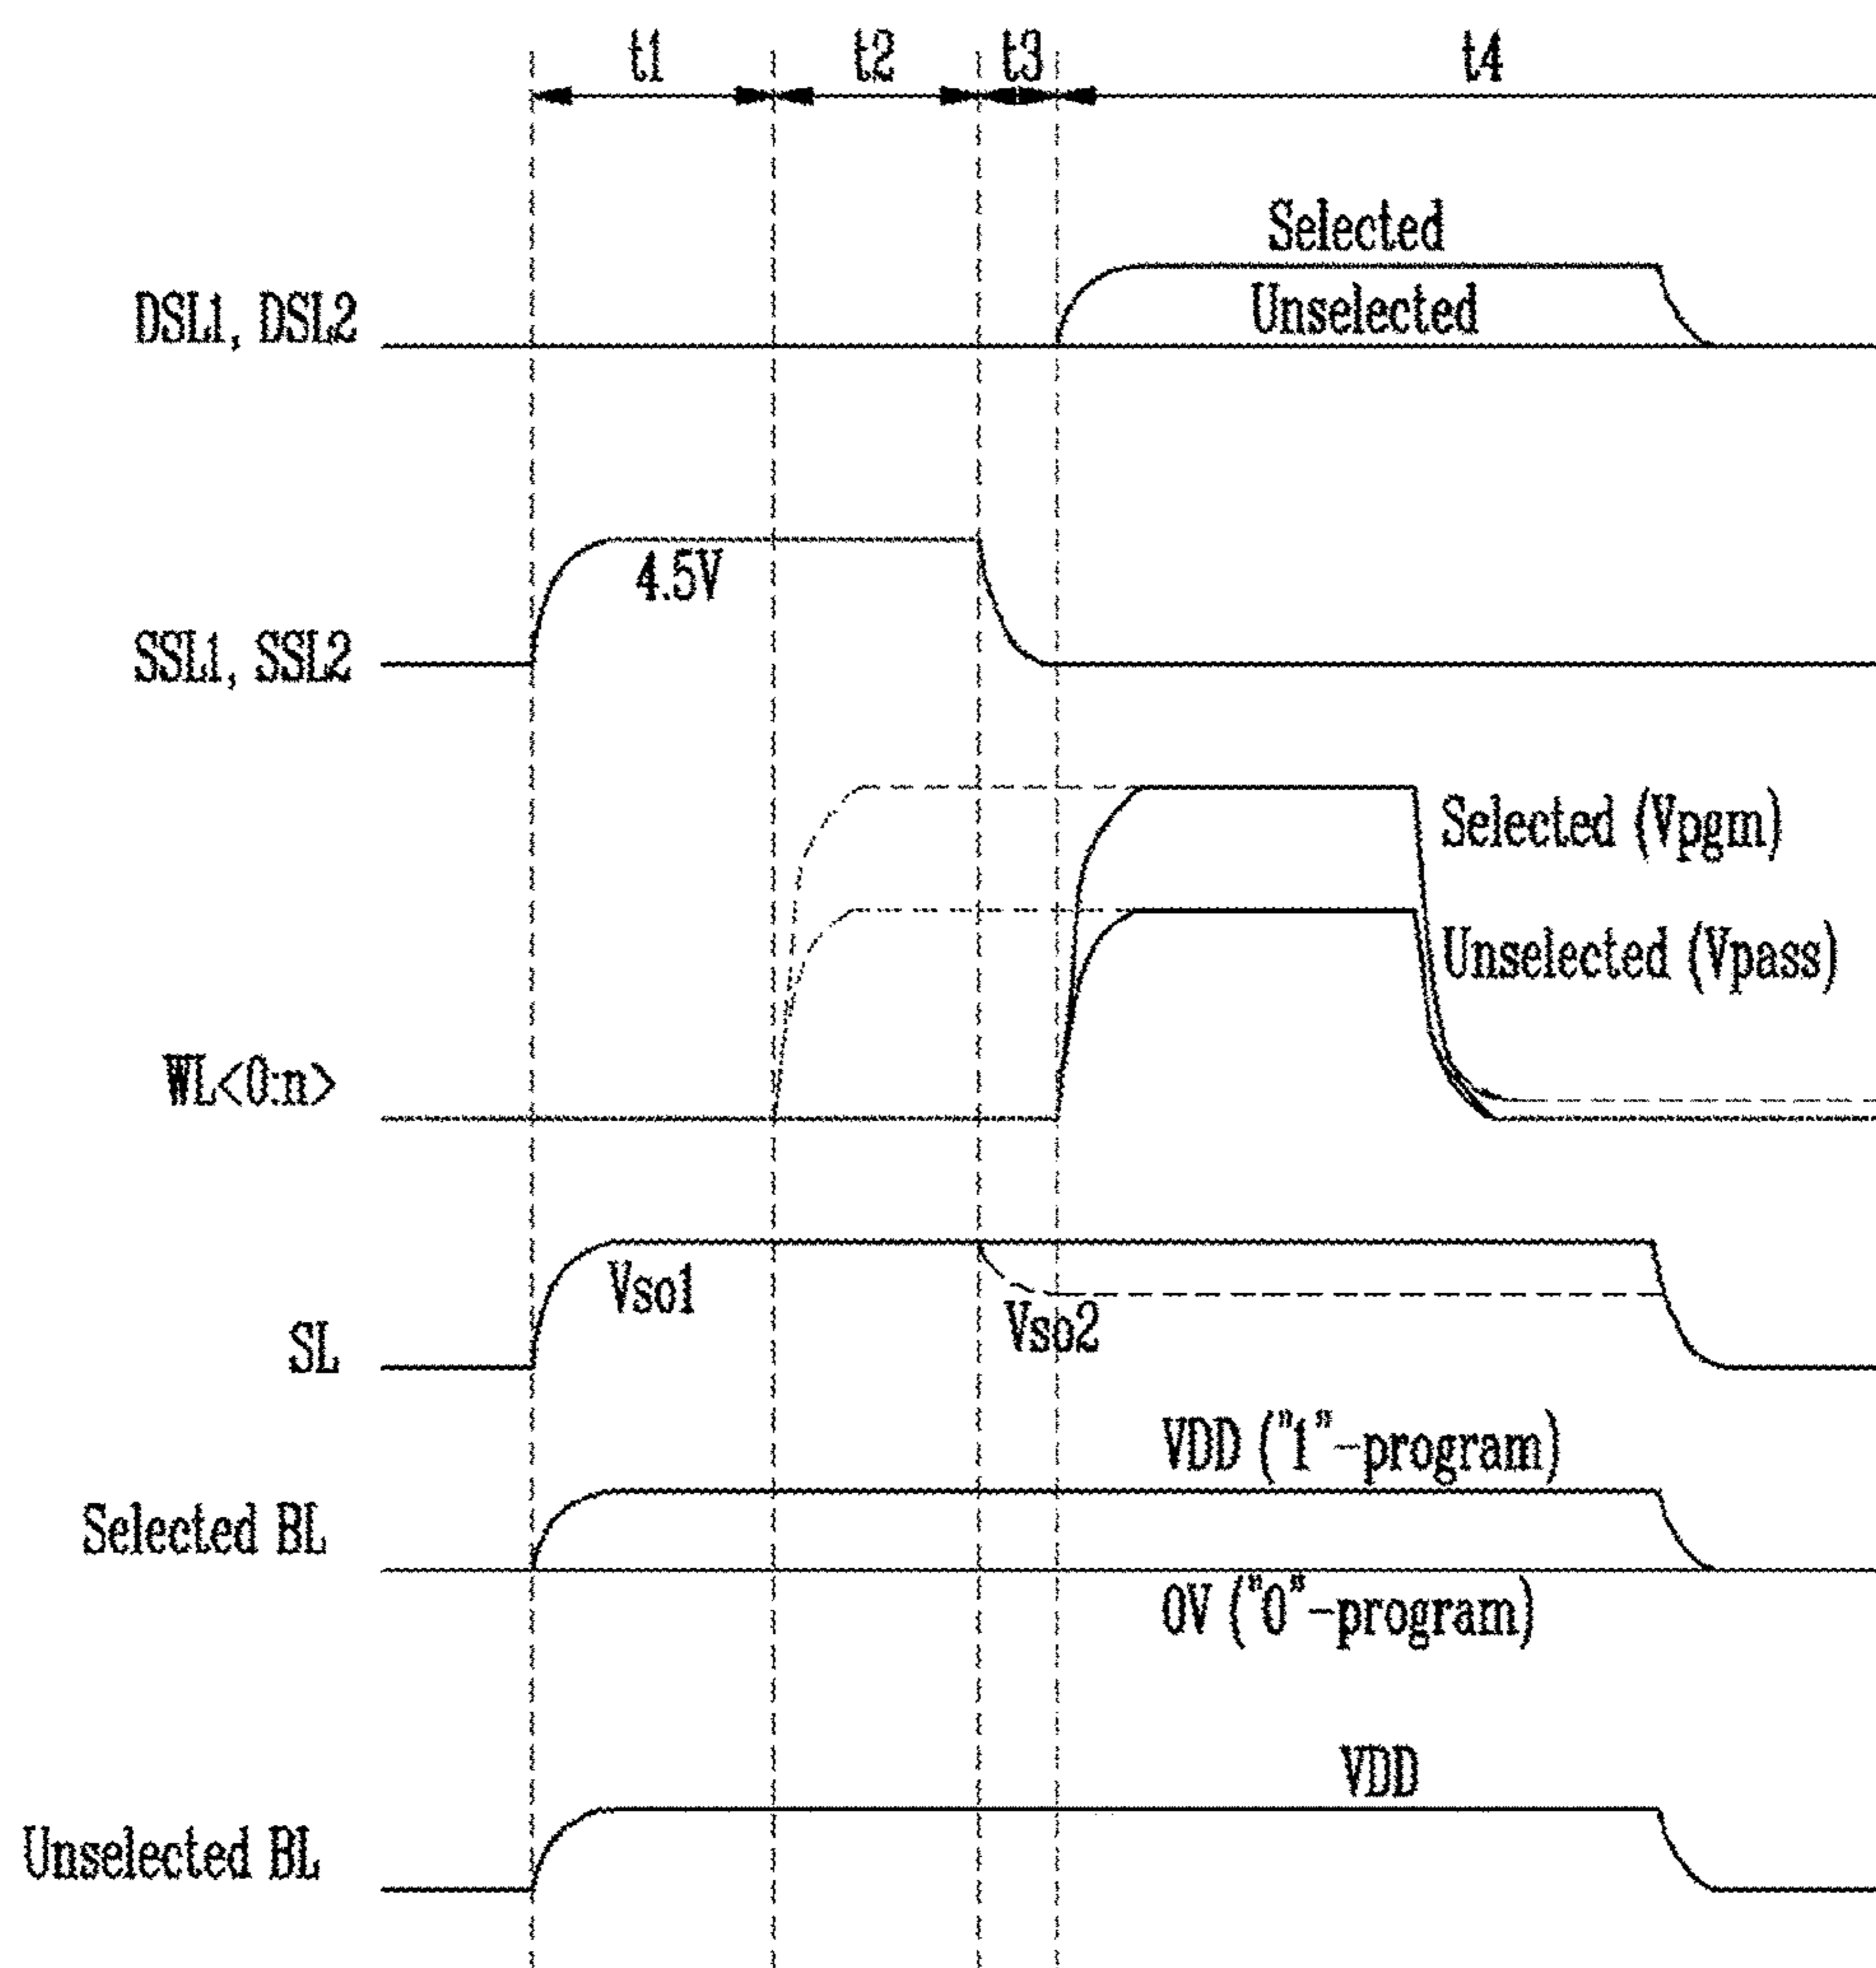 t1 t2 t3 t4
Selected
DSL1, DSL2
Unselected
4.5V
SSL1, SSL2
Selected (Vpgm)
Unselected (Vpass)
WL<0:n>
Vso1
Vso2
SL
VDD ("1"-program)
Selected BL
0V ("0"-program)
VDD
Unselected BL